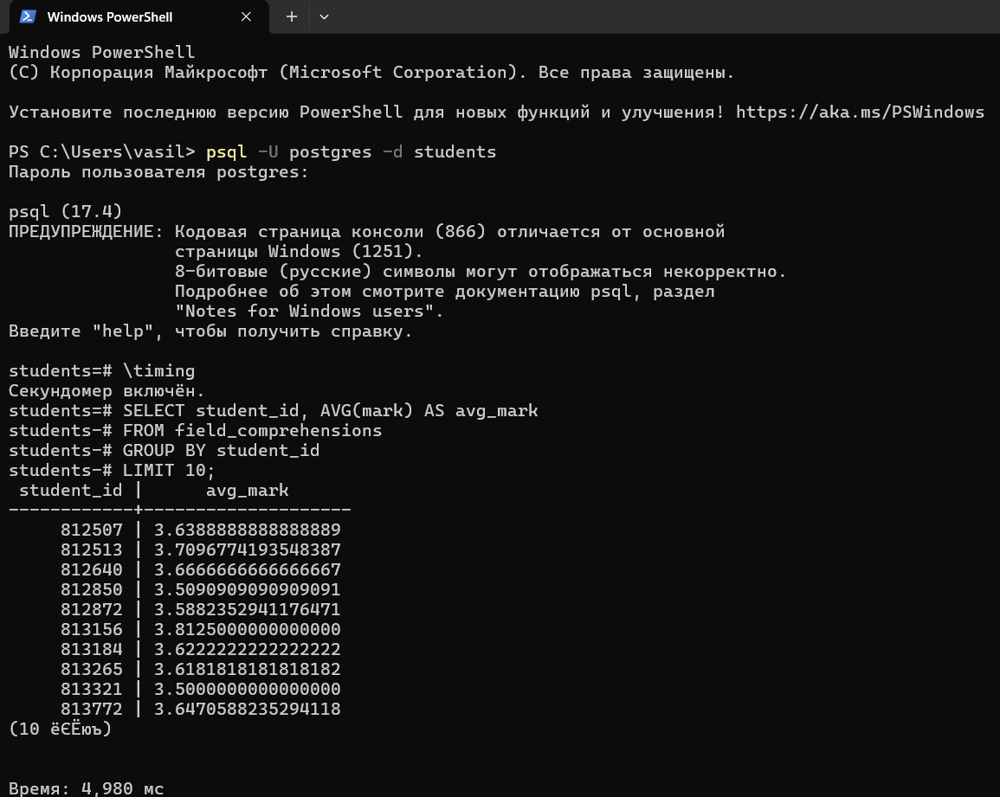 Windows PowerShell
Windows PowerShell
(C) Корпорация Майкрософт (Microsoft Corporation). Все права защищены.
Установите последнюю версию PowerShell для новых функций и улучшения! https://aka.ms/PSWindows
PS C:\Users\vasil> psql -U postgres -d students
Пароль пользователя postgres:
psql (17.4)
ПРЕДУПРЕЖДЕНИЕ: Кодовая страница консоли (866) отличается от основной
страницы Windows (1251).
8-битовые (русские) символы могут отображаться некорректно.
Подробнее об этом смотрите документацию psql, раздел
"Notes for Windows users".
Введите "help", чтобы получить справку.
students=# \timing
Секундомер включён.
students=# SELECT student_id, AVG(mark) AS avg_mark
students-# FROM field_comprehensions
students-# GROUP BY student_id
students-# LIMIT 10;
student_id | avg_mark
------------+--------------------
812507 | 3.6388888888888889
812513 | 3.7096774193548387
812640 | 3.6666666666666667
812850 | 3.5090909090909091
812872 | 3.5882352941176471
813156 | 3.8125000000000000
813184 | 3.6222222222222222
813265 | 3.6181818181818182
813321 | 3.5000000000000000
813772 | 3.6470588235294118
(10 ёЄЁюъ)
Время: 4,980 мс